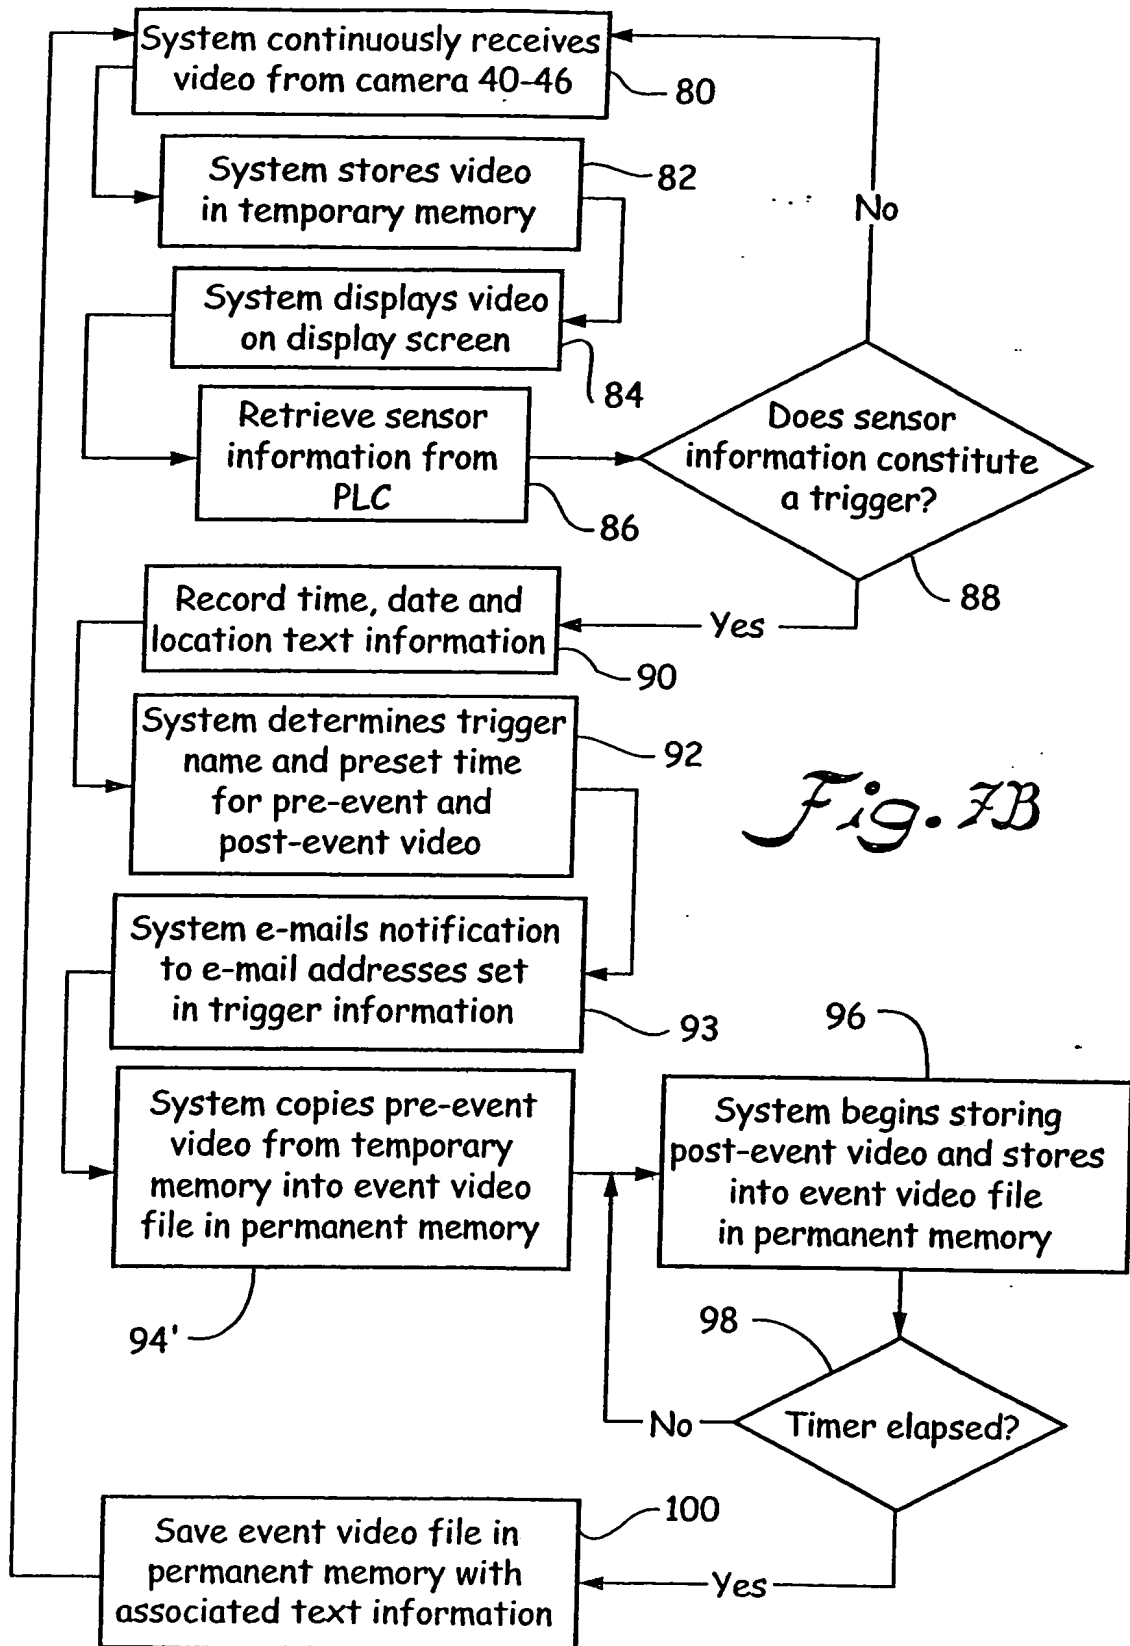 System continuously receives
video from camera 40-46
80
System stores video
in temporary memory
82
No
System displays video
on display screen
84
Retrieve sensor
information from
PLC
86
Does sensor
information constitute
a trigger?
88
Record time, date and
location text information
90
Yes
System determines trigger
name and preset time
for pre-event and
post-event video
92
Fig. 7B
System e-mails notification
to e-mail addresses set
in trigger information
93
96
System copies pre-event
video from temporary
memory into event video
file in permanent memory
94'
System begins storing
post-event video and stores
into event video file
in permanent memory
98
Timer elapsed?
No
Save event video file in
permanent memory with
associated text information
100
Yes